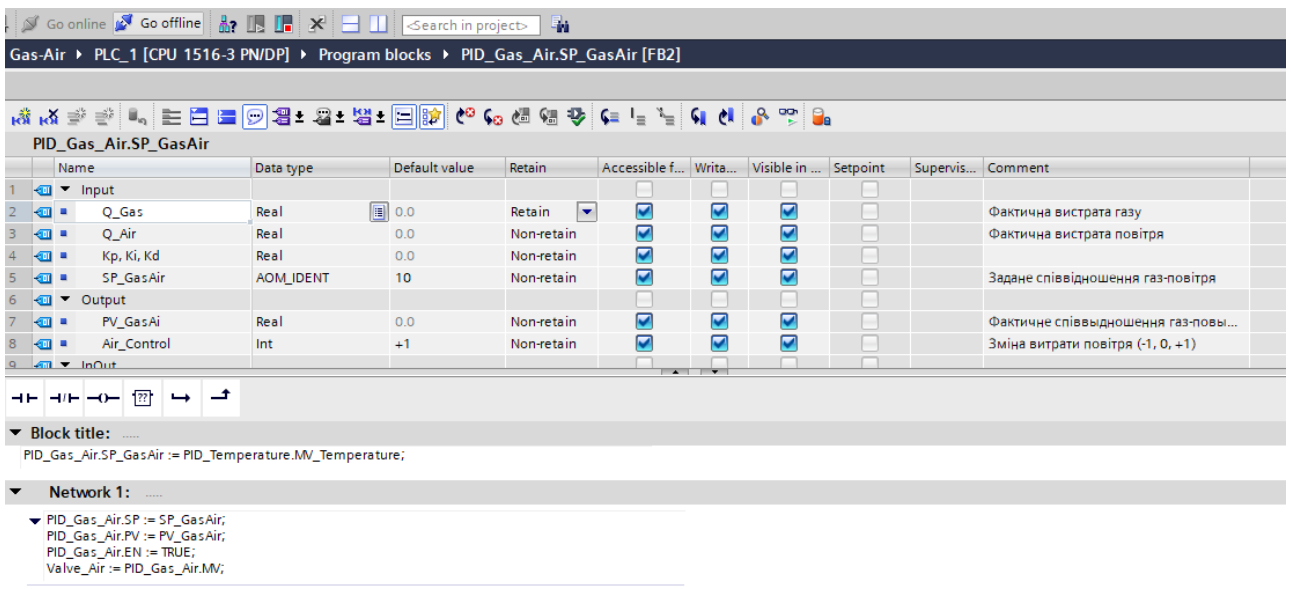 Go online Go offline <Search in project>
Gas-Air PLC_1 [CPU 1516-3 PN/DP] Program blocks PID_Gas_Air.SP_GasAir [FB2]
PID_Gas_Air.SP_GasAir
Name Data type Default value Retain Accessible f... Writa... Visible in ... Setpoint Supervis... Comment
1 Input
2 Q_Gas Real 0.0 Retain Фактична вистрата газу
3 Q_Air Real 0.0 Non-retain Фактична вистрата повітря
4 Kp, Ki, Kd Real 0.0 Non-retain
5 SP_GasAir AOM_IDENT 10 Non-retain Задане співвідношення газ-повітря
6 Output
7 PV_GasAi Real 0.0 Non-retain Фактичне співвыдношення газ-повы...
8 Air_Control Int +1 Non-retain Зміна витрати повітря (-1, 0, +1)
9 InOut
Block title: .....
PID_Gas_Air.SP_GasAir := PID_Temperature.MV_Temperature;
Network 1: .....
PID_Gas_Air.SP := SP_GasAir;
PID_Gas_Air.PV := PV_GasAir;
PID_Gas_Air.EN := TRUE;
Valve_Air := PID_Gas_Air.MV;